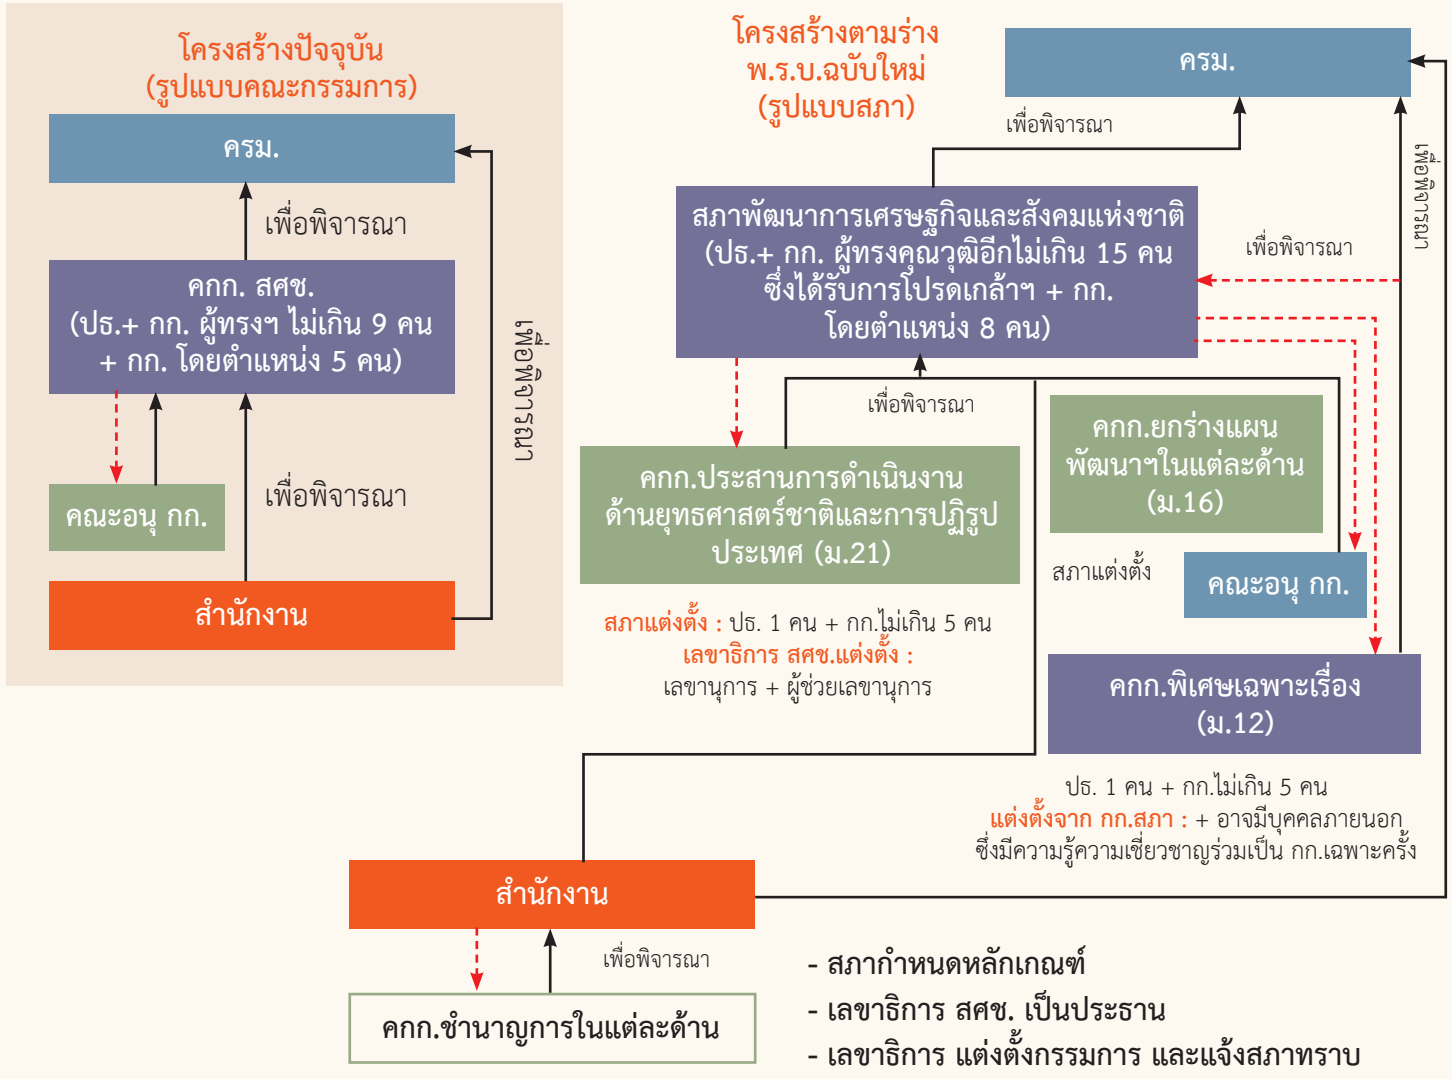 โครงสร้างปัจจุบัน
(รูปแบบคณะกรรมการ)
ครม.
เพื่อพิจารณา
คกก. สศช.
(ปธ.+ กก. ผู้ทรงฯ ไม่เกิน 9 คน
+ กก. โดยตำแหน่ง 5 คน)
เพื่อพิจารณา
คณะอนุ กก.
เพื่อพิจารณา
สำนักงาน
โครงสร้างตามร่าง
พ.ร.บ.ฉบับใหม่
(รูปแบบสภา)
ครม.
เพื่อพิจารณา
เพื่อพิจารณา
สภาพัฒนาการเศรษฐกิจและสังคมแห่งชาติ
(ปธ.+ กก. ผู้ทรงคุณวุฒิอีกไม่เกิน 15 คน
ซึ่งได้รับการโปรดเกล้าฯ + กก.
โดยตำแหน่ง 8 คน)
เพื่อพิจารณา
เพื่อพิจารณา
คกก.ประสานการดำเนินงาน
ด้านยุทธศาสตร์ชาติและการปฏิรูป
ประเทศ (ม.21)
สภาแต่งตั้ง : ปธ. 1 คน + กก.ไม่เกิน 5 คน
เลขาธิการ สศช.แต่งตั้ง :
เลขานุการ + ผู้ช่วยเลขานุการ
คกก.ยกร่างแผน
พัฒนาฯในแต่ละด้าน
(ม.16)
สภาแต่งตั้ง
คณะอนุ กก.
คกก.พิเศษเฉพาะเรื่อง
(ม.12)
ปธ. 1 คน + กก.ไม่เกิน 5 คน
แต่งตั้งจาก กก.สภา : + อาจมีบุคคลภายนอก
ซึ่งมีความรู้ความเชี่ยวชาญร่วมเป็น กก.เฉพาะครั้ง
สำนักงาน
เพื่อพิจารณา
คกก.ชำนาญการในแต่ละด้าน
- สภากำหนดหลักเกณฑ์
- เลขาธิการ สศช. เป็นประธาน
- เลขาธิการ แต่งตั้งกรรมการ และแจ้งสภาทราบ